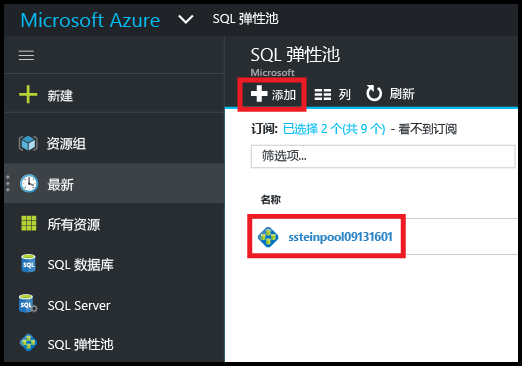 Microsoft Azure SQL 弹性池
新建
资源组
最新
所有资源
SQL 数据库
SQL Server
SQL 弹性池
SQL 弹性池
Microsoft
添加 列 刷新
订阅: 已选择 2 个(共 9 个) - 看不到订阅
筛选项...
名称
ssteinpool09131601